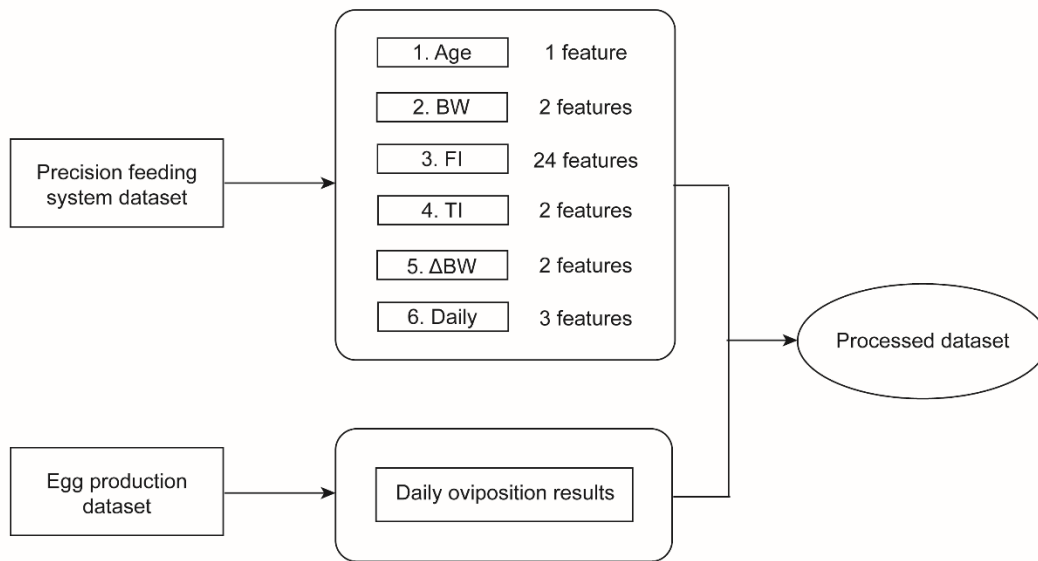 Precision feeding
system dataset
1. Age 1 feature
2. BW 2 features
3. FI 24 features
4. TI 2 features
5. ΔBW 2 features
6. Daily 3 features
Processed dataset
Egg production
dataset
Daily oviposition results